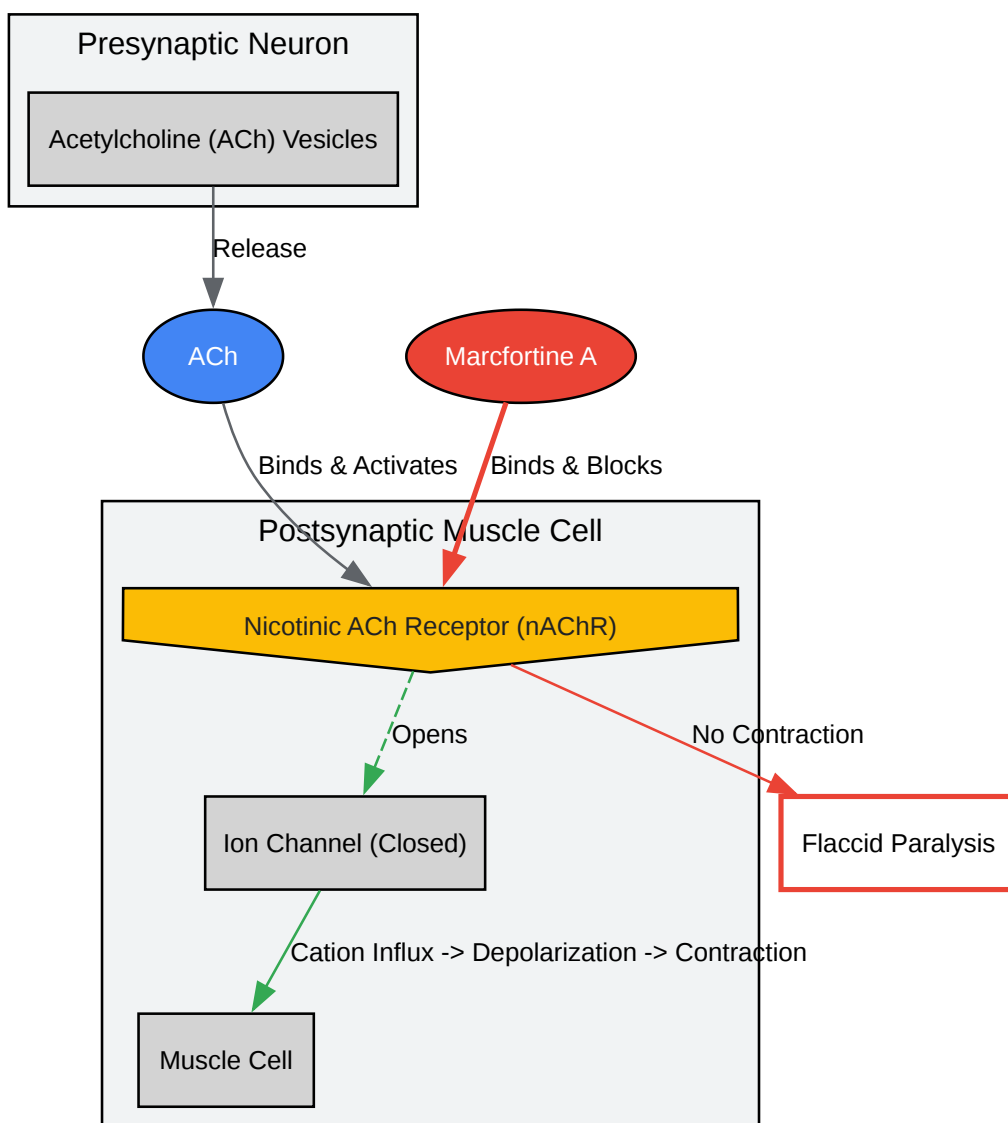 Presynaptic Neuron
Acetylcholine (ACh) Vesicles
Release
ACh
Marcfortine A
Binds & Activates
Binds & Blocks
Postsynaptic Muscle Cell
Nicotinic ACh Receptor (nAChR)
Opens
No Contraction
Ion Channel (Closed)
Flaccid Paralysis
Cation Influx -> Depolarization -> Contraction
Muscle Cell